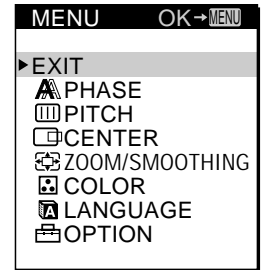 MENU OK→MENU
▶EXIT
PHASE
PITCH
CENTER
ZOOM/SMOOTHING
COLOR
LANGUAGE
OPTION